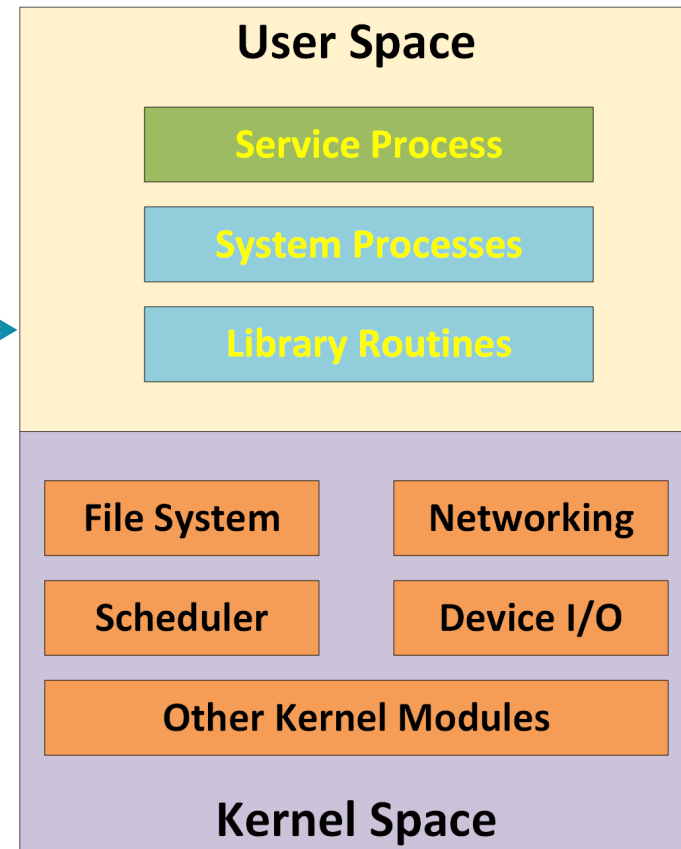 User Space
Service Process
System Processes
Library Routines
File System
Networking
Scheduler
Device I/O
Other Kernel Modules
Kernel Space